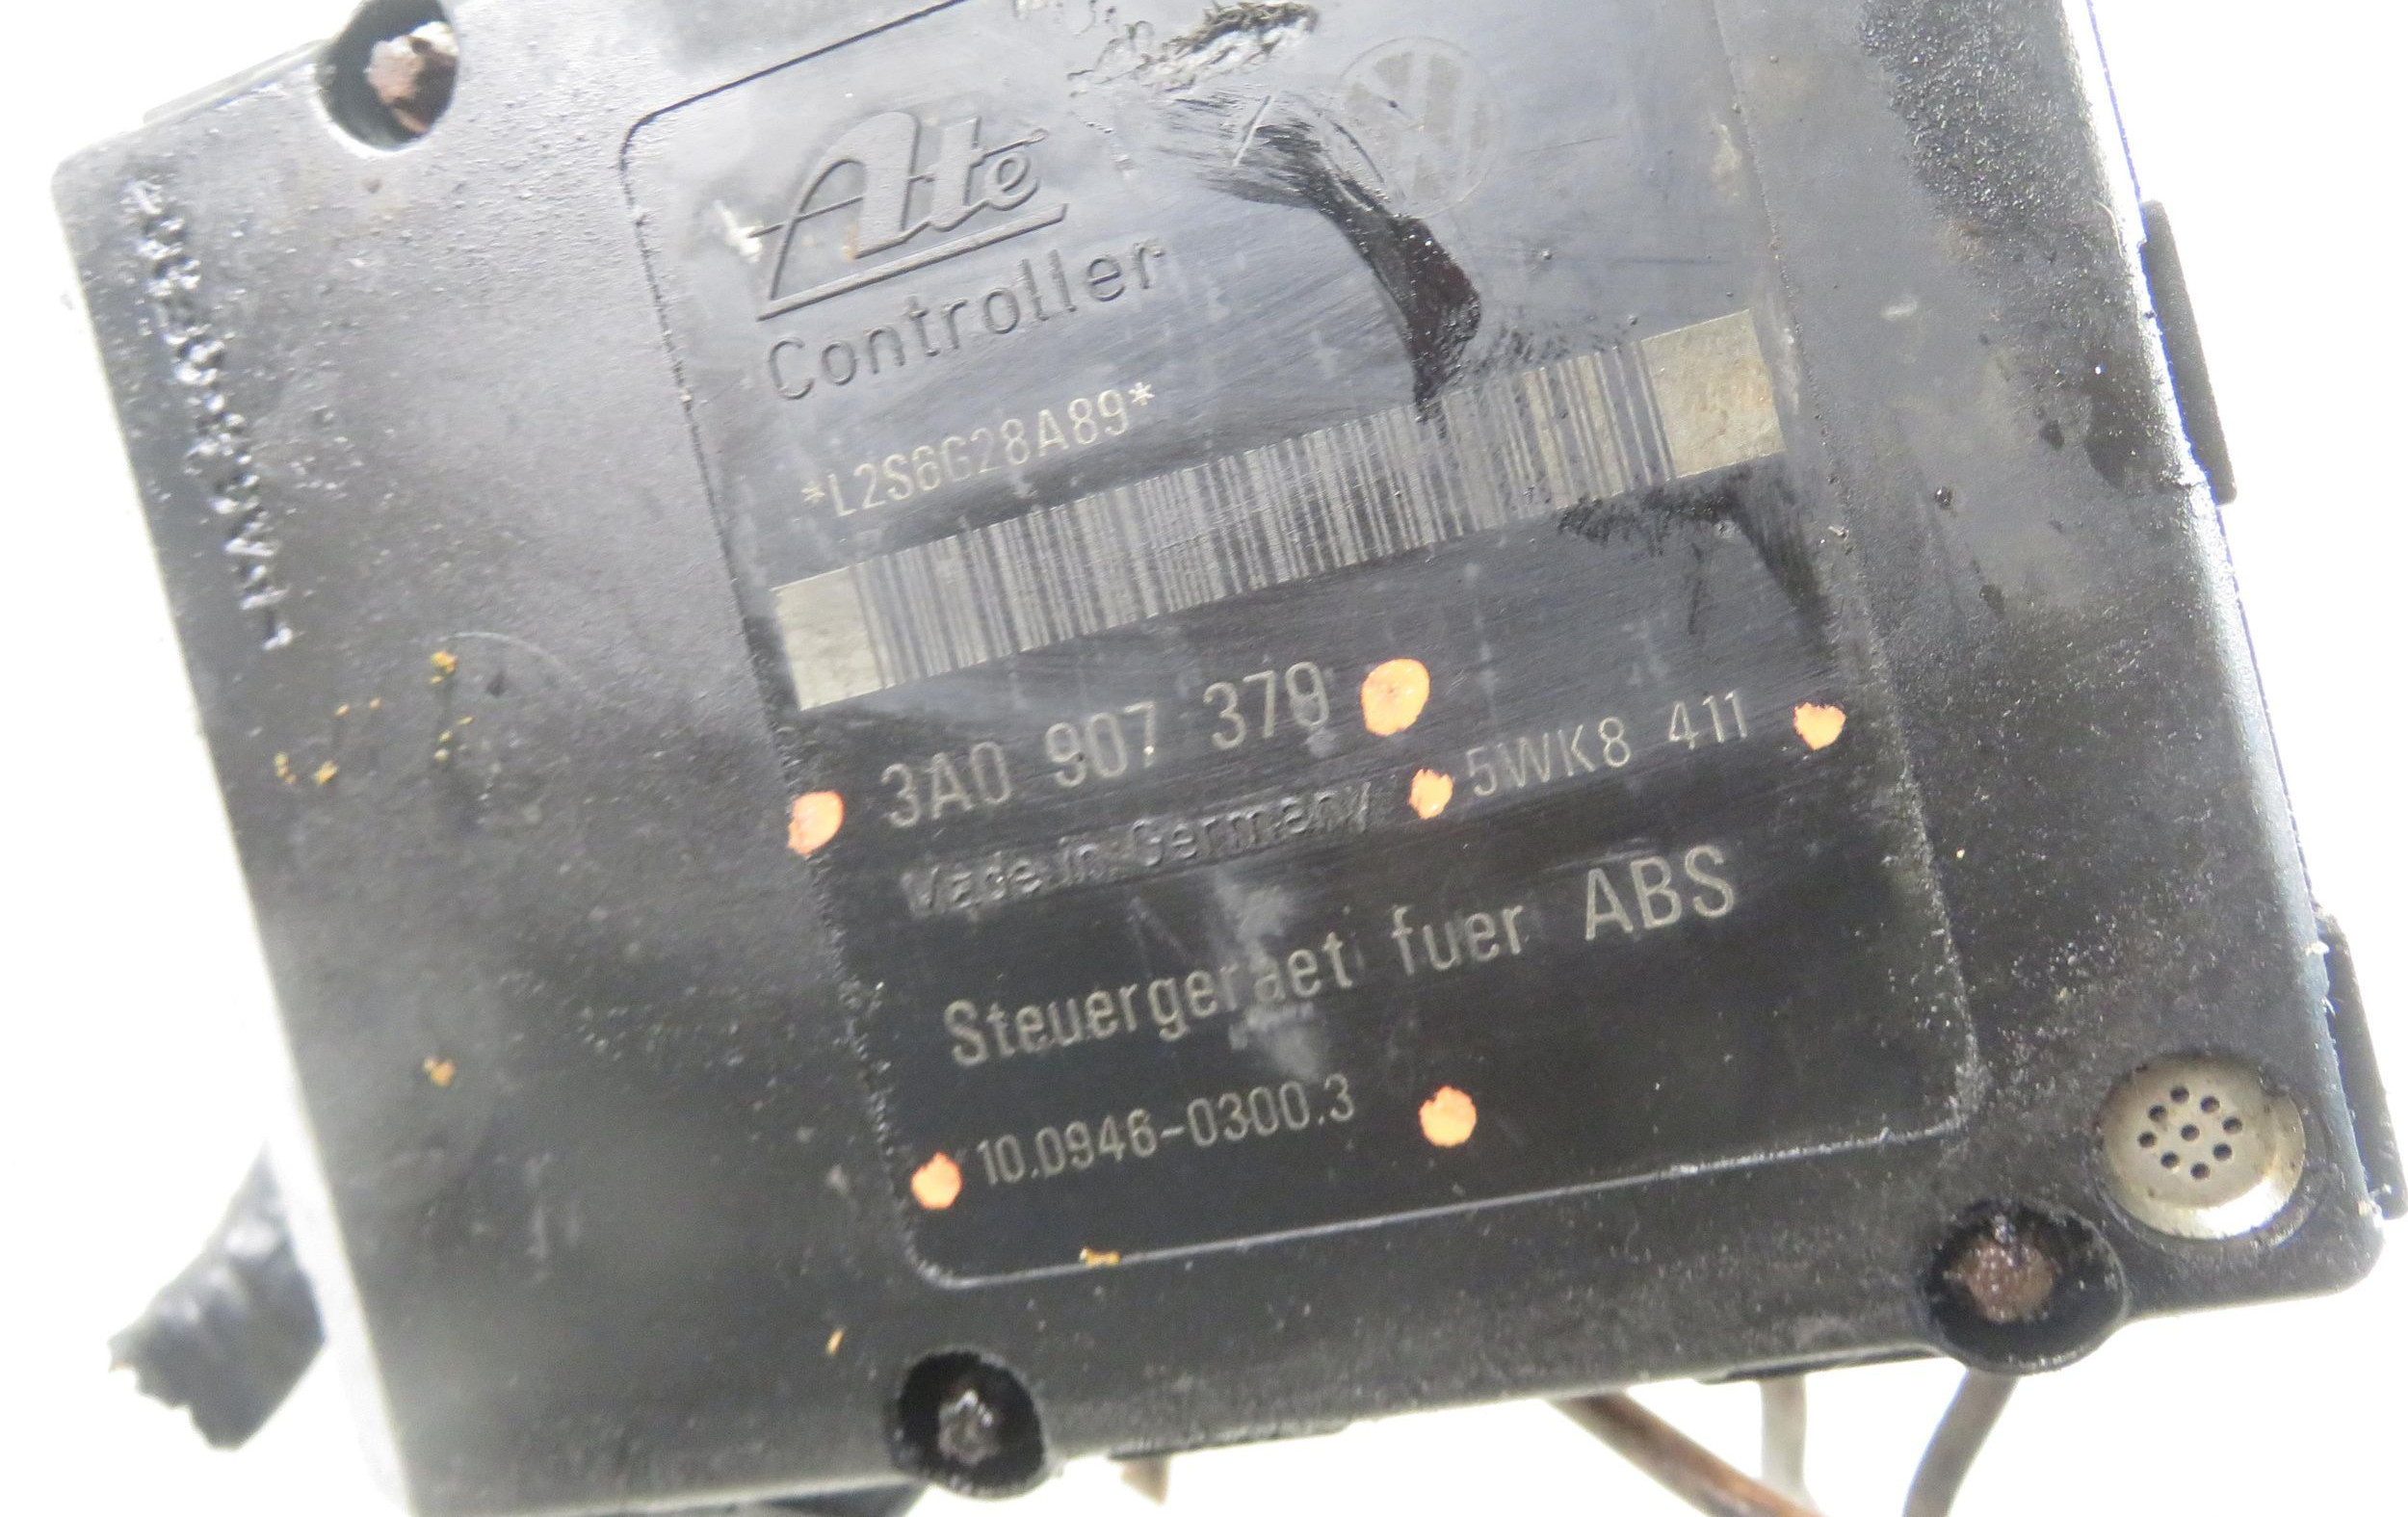 Ate
Controller
*L2S6G28A89*
3A0 907 379
Made in Germany 5WK8 411
Steuergeraet fuer ABS
10.0946-0300.3